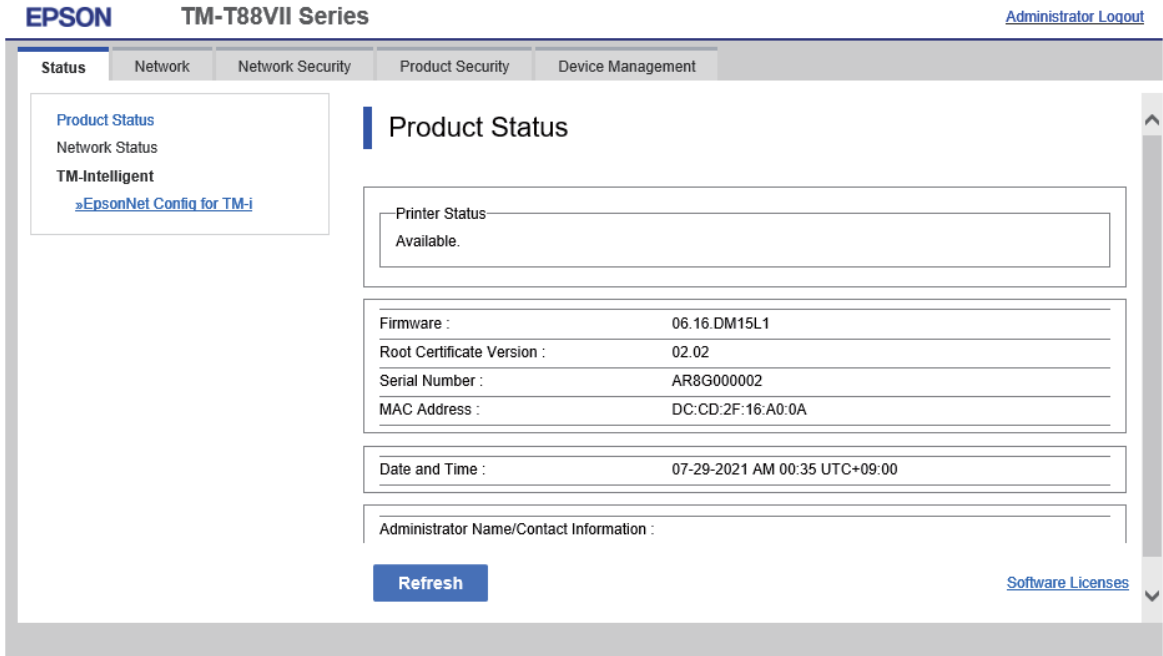 EPSON TM-T88VII Series Administrator Logout
Status Network Network Security Product Security Device Management
Product Status
Network Status
TM-Intelligent
»EpsonNet Config for TM-i
Product Status
Printer Status
Available.
Firmware : 06.16.DM15L1
Root Certificate Version : 02.02
Serial Number : AR8G000002
MAC Address : DC:CD:2F:16:A0:0A
Date and Time : 07-29-2021 AM 00:35 UTC+09:00
Administrator Name/Contact Information :
Refresh
Software Licenses